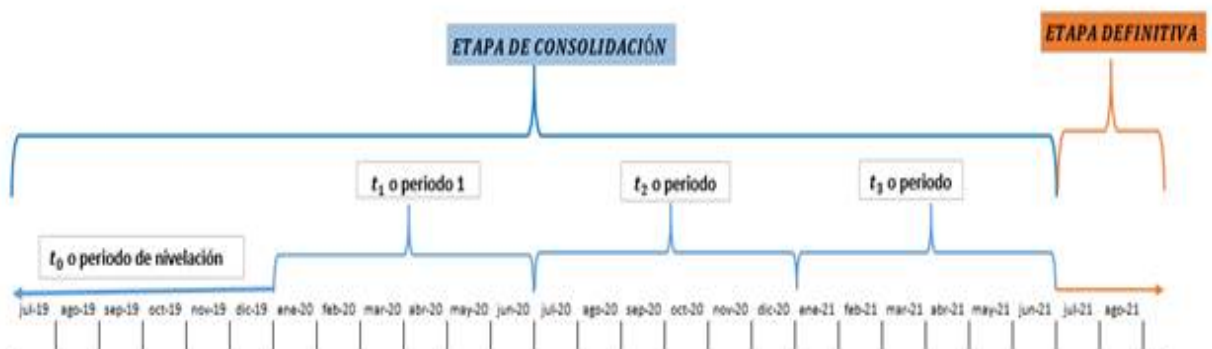 ETAPA DE CONSOLIDACIÓN
ETAPA DEFINITIVA
t₁ o periodo 1
t₂ o periodo
t₃ o periodo
t₀ o periodo de nivelación
jul-19 ago-19 sep-19 oct-19 nov-19 dic-19 ene-20 feb-20 mar-20 abr-20 may-20 jun-20 jul-20 ago-20 sep-20 oct-20 nov-20 dic-20 ene-21 feb-21 mar-21 abr-21 may-21 jun-21 jul-21 ago-21